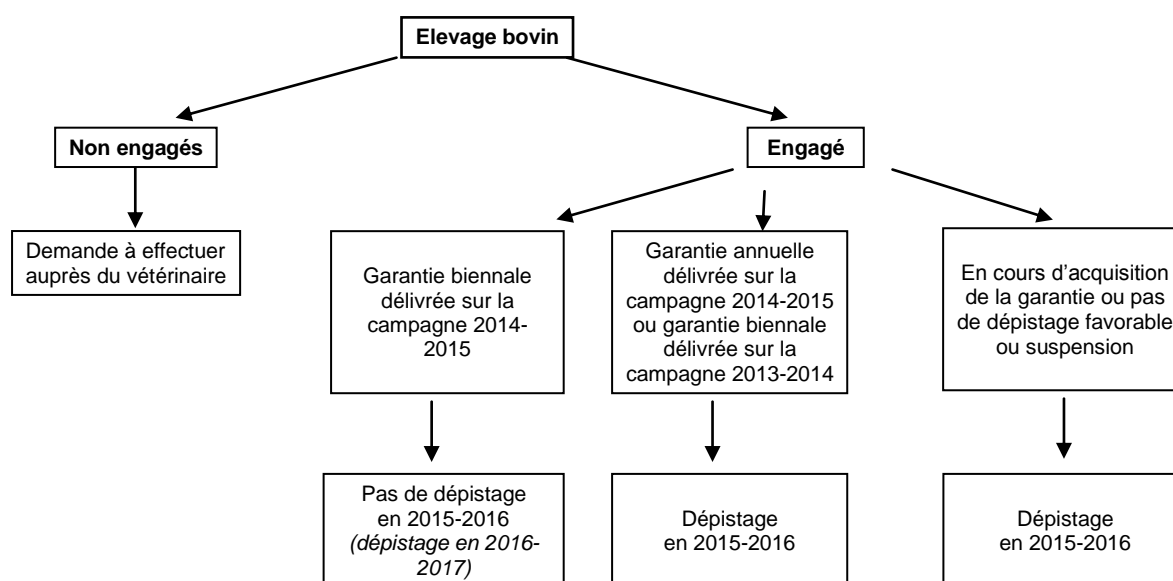 Elevage bovin
Non engagés
Engagé
Demande à effectuer
auprès du vétérinaire
Garantie biennale
délivrée sur la
campagne 2014-
2015
Garantie annuelle
délivrée sur la
campagne 2014-2015
ou garantie biennale
délivrée sur la
campagne 2013-2014
En cours d'acquisition
de la garantie ou pas
de dépistage favorable
ou suspension
Pas de dépistage
en 2015-2016
(dépistage en 2016-
2017)
Dépistage
en 2015-2016
Dépistage
en 2015-2016